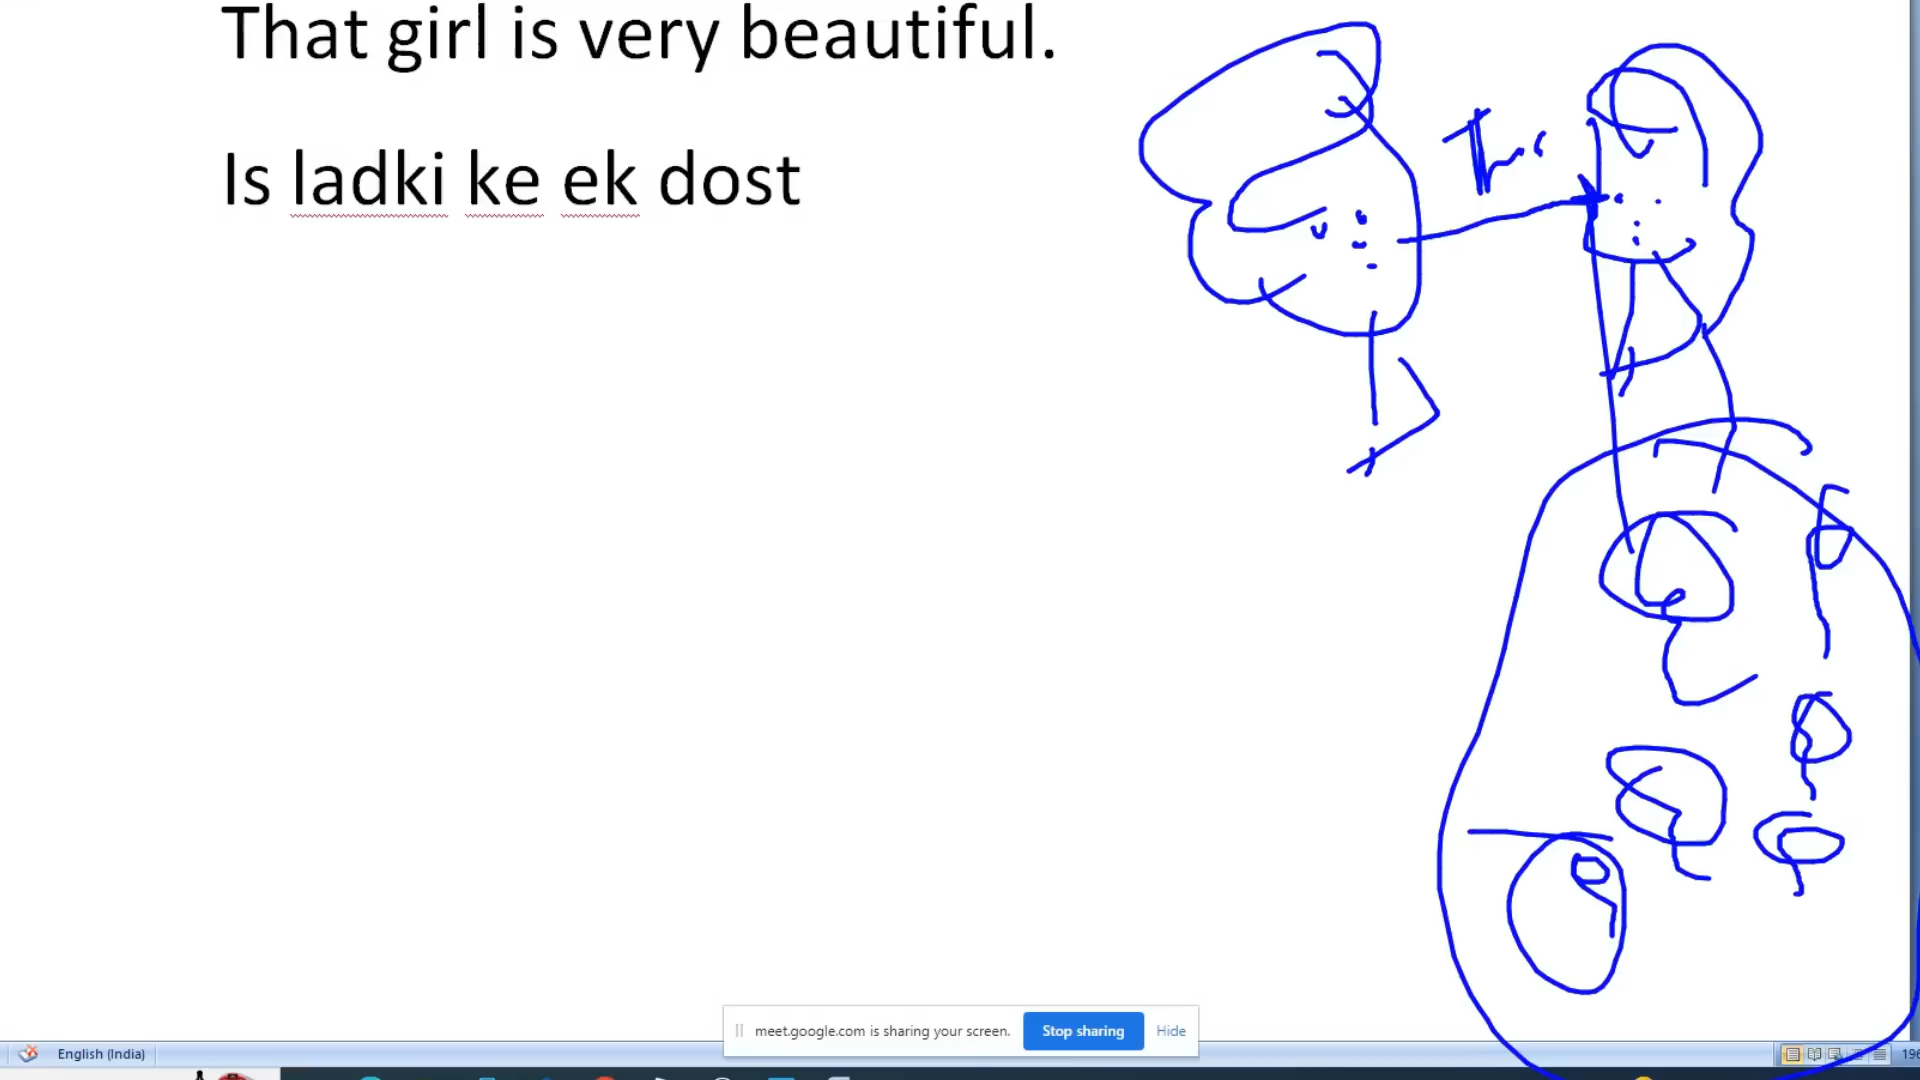 That girl is very beautiful.
Is ladki ke ek dost
meet.google.com is sharing your screen. Stop sharing Hide
English (India)